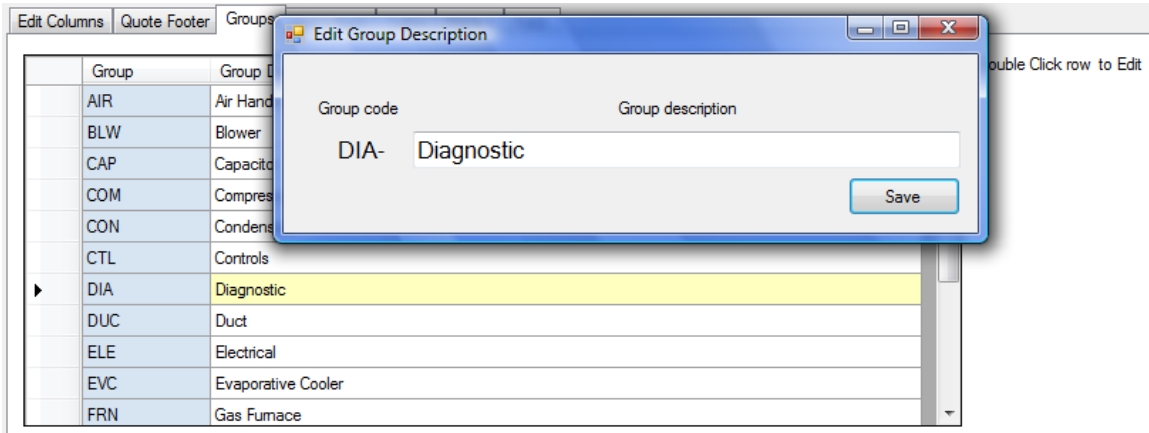 Edit Columns Quote Footer Groups
Edit Group Description
Double Click row to Edit
Group Group D
AIR Air Hand
BLW Blower
CAP Capacito
COM Compres
CON Condens
CTL Controls
DIA Diagnostic
DUC Duct
ELE Electrical
EVC Evaporative Cooler
FRN Gas Furnace
Group code Group description
DIA- Diagnostic
Save